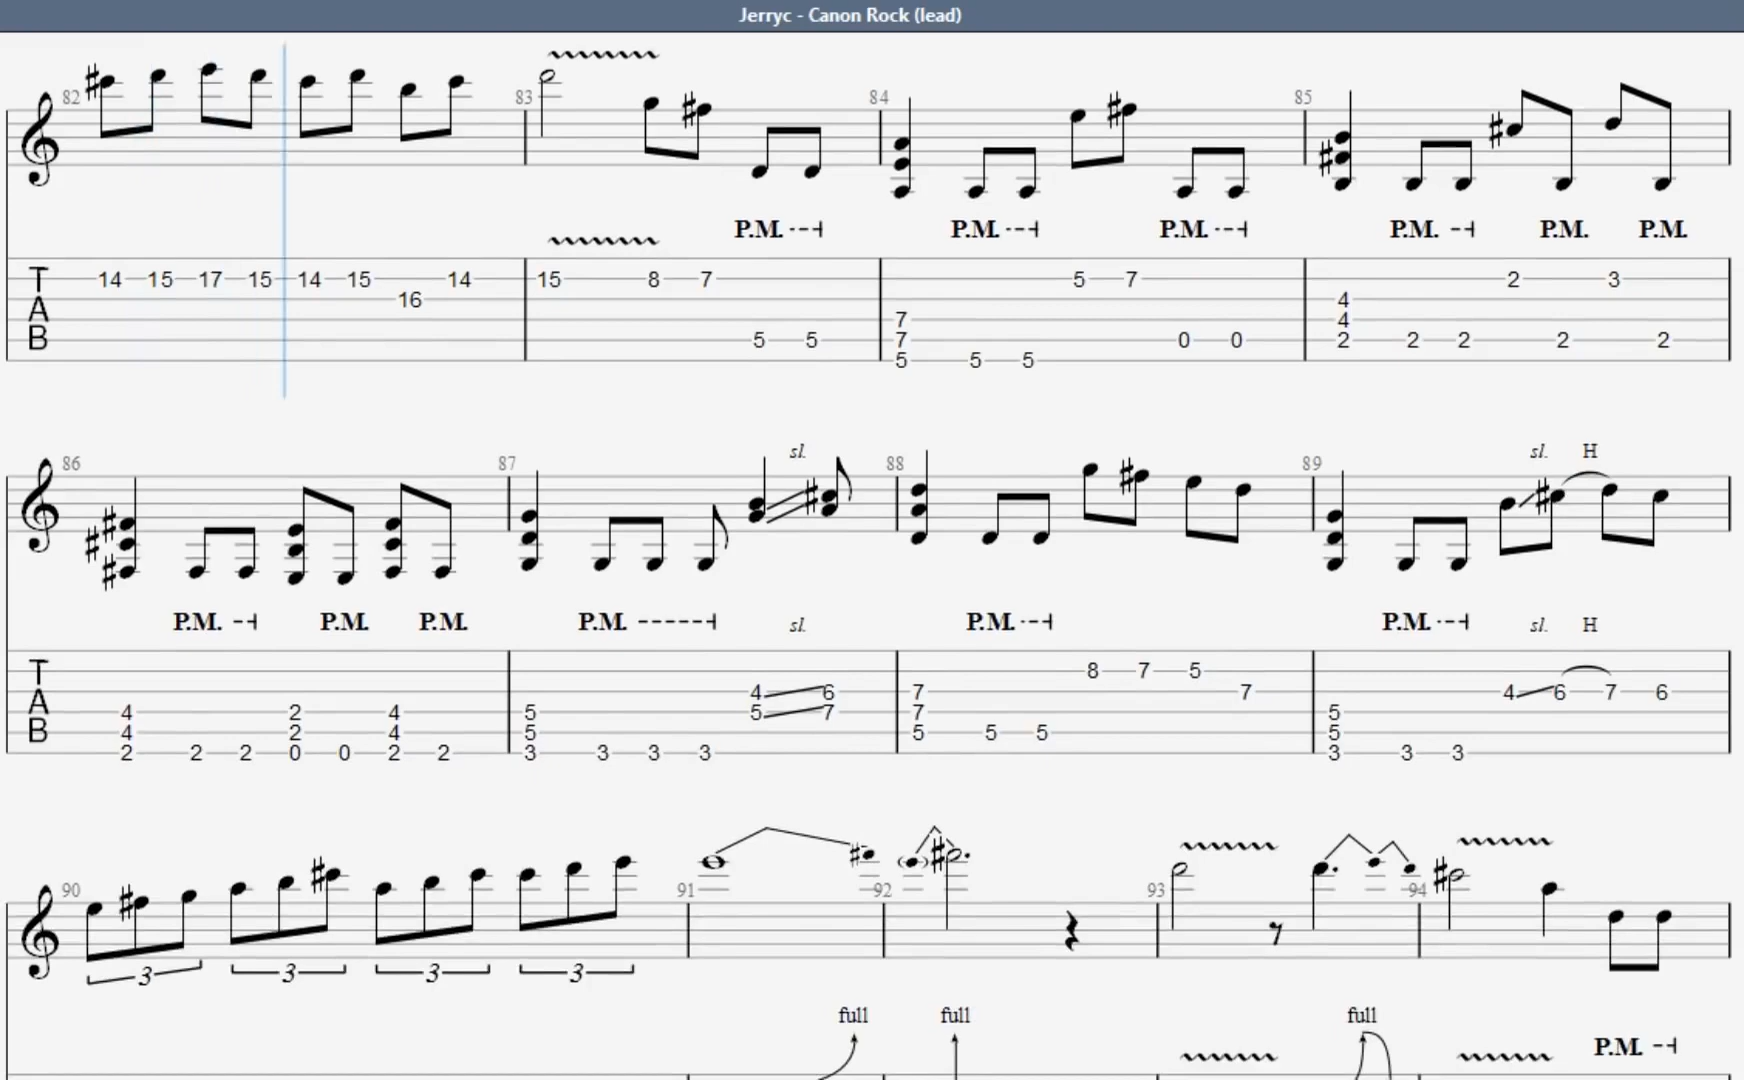 Jerryc - Canon Rock (lead)
82 83 84 85
P.M. P.M. P.M. P.M. P.M. P.M.
T 14 15 17 15 14 15 14 15 8 7 5 7 2 3
16 4
A 7 4
B 5 5 7 0 0 2 2 2 2 2
5 5 5
sl. sl. H
86 87 88 89
P.M. P.M. P.M. P.M. sl. P.M. P.M. sl. H
T 8 7 5
4 6 7 7 4 6 7 6
A 4 2 4 5 5 7 7 5
B 4 2 4 5 5 5 5 5
2 2 2 0 0 2 2 3 3 3 3 3 3 3
90 91 92 93 94
3 3 3 3
full full full
P.M.